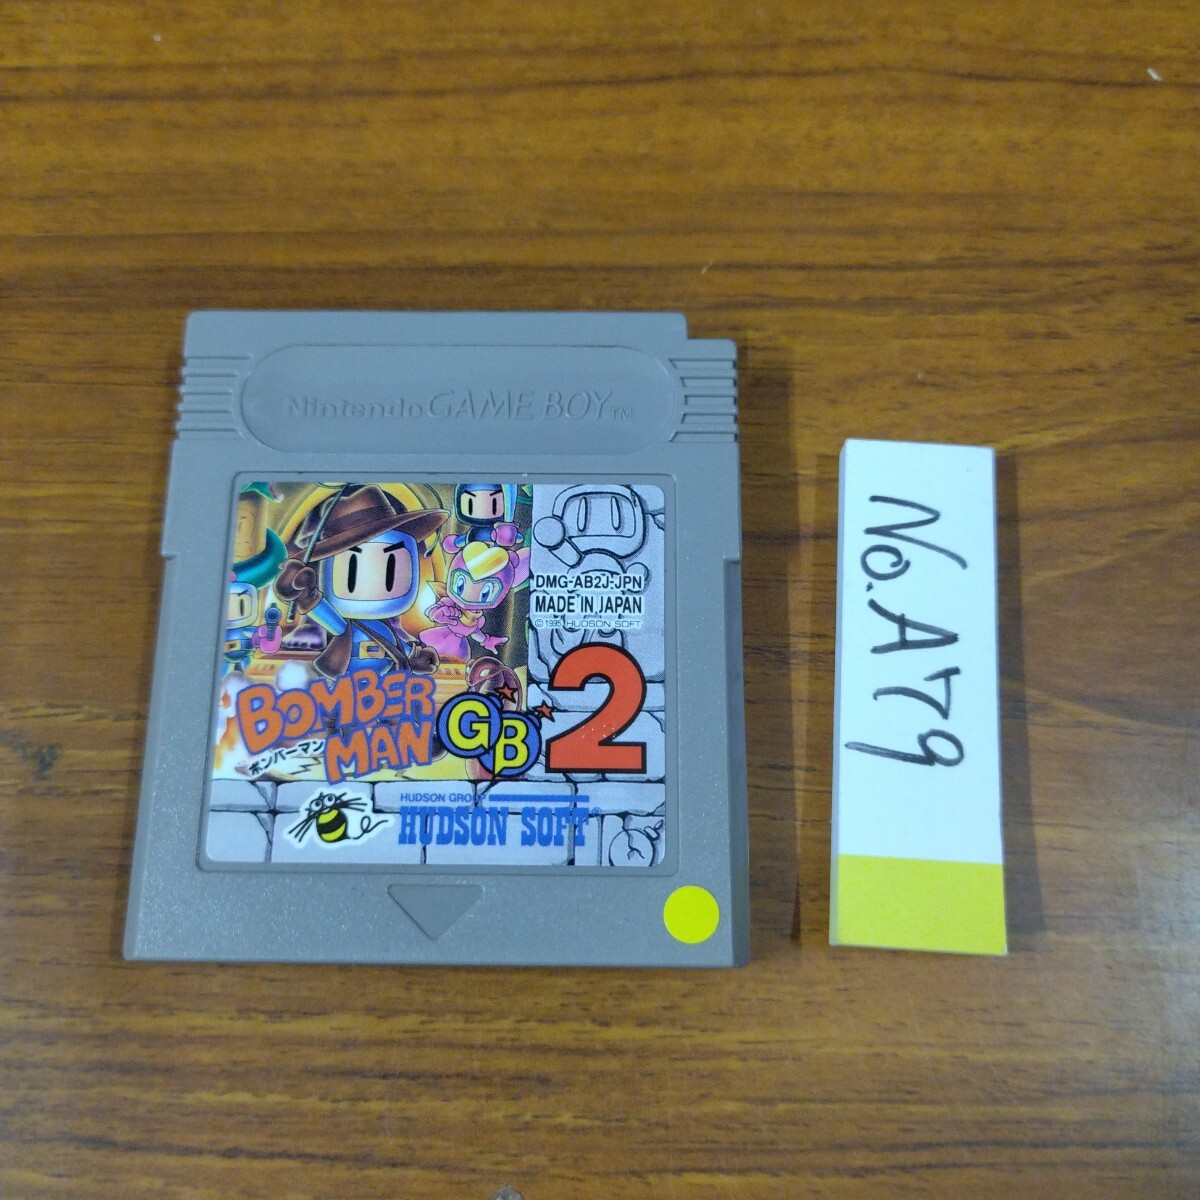 Nintendo GAME BOY TM
DMG-AB2J-JPN
MADE IN JAPAN
© 1995 HUDSON SOFT
BOMBER
MAN
ボンバーマン
GB
2
HUDSON GROUP
HUDSON SOFT®
No.A79